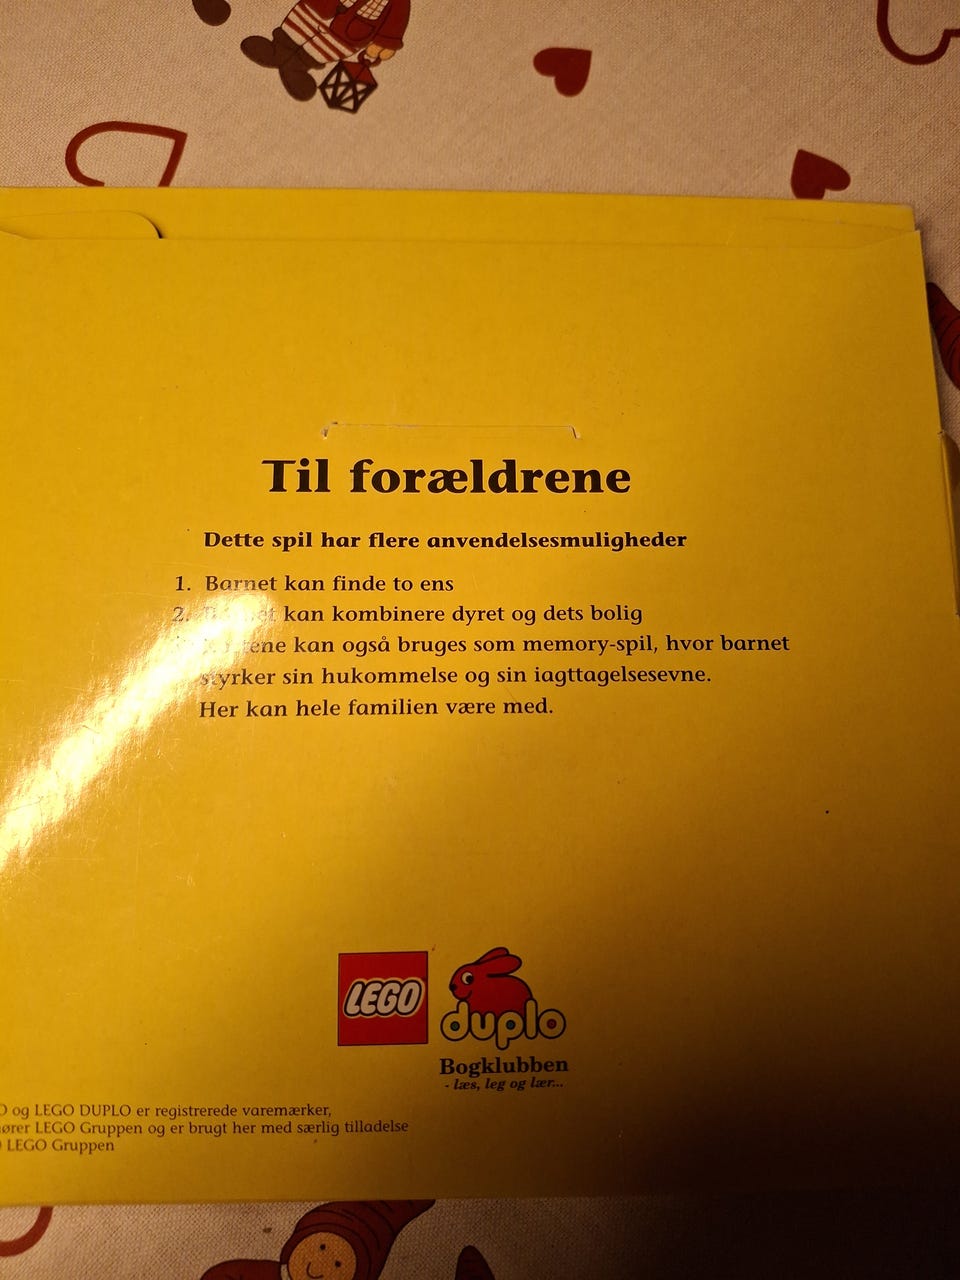 Til forældrene
Dette spil har flere anvendelsesmuligheder
1. Barnet kan finde to ens
2. Barnet kan kombinere dyret og dets bolig
kan også bruges som memory-spil, hvor barnet
styrker sin hukommelse og sin iagttagelsesevne.
Her kan hele familien være med.
LEGO
duplo
Bogklubben
- læs, leg og lær...
og LEGO DUPLO er registrerede varemærker,
LEGO Gruppen og er brugt her med særlig tilladelse
LEGO Gruppen